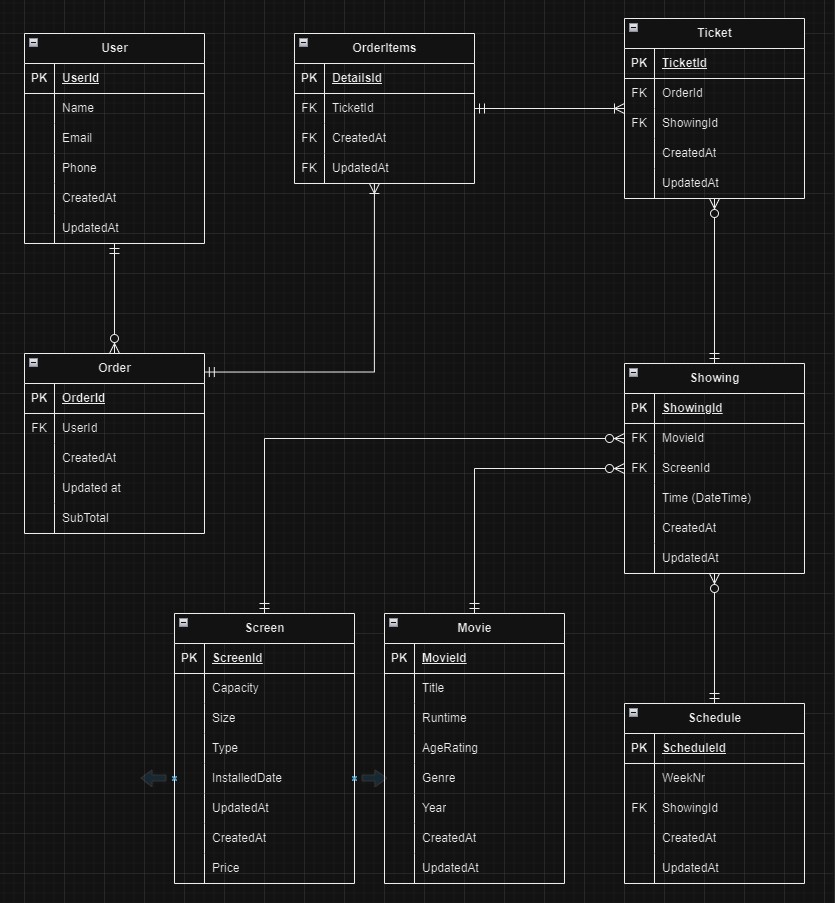 User
PK UserId
Name
Email
Phone
CreatedAt
UpdatedAt
OrderItems
PK DetailsId
FK TicketId
FK CreatedAt
FK UpdatedAt
Ticket
PK TicketId
FK OrderId
FK ShowingId
CreatedAt
UpdatedAt
Order
PK OrderId
FK UserId
CreatedAt
Updated at
SubTotal
Showing
PK ShowingId
FK MovieId
FK ScreenId
Time (DateTime)
CreatedAt
UpdatedAt
Screen
PK ScreenId
Capacity
Size
Type
InstalledDate
UpdatedAt
CreatedAt
Price
Movie
PK MovieId
Title
Runtime
AgeRating
Genre
Year
CreatedAt
UpdatedAt
Schedule
PK ScheduleId
WeekNr
FK ShowingId
CreatedAt
UpdatedAt